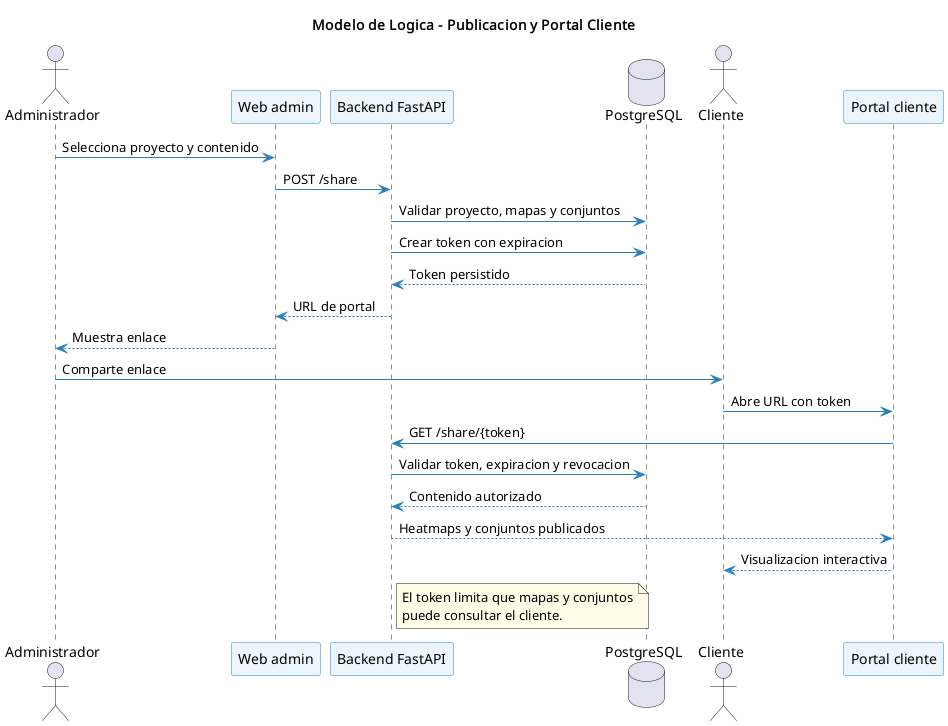 Modelo de Logica - Publicacion y Portal Cliente
Administrador
Web admin
Backend FastAPI
PostgreSQL
Cliente
Portal cliente
Selecciona proyecto y contenido
POST /share
Validar proyecto, mapas y conjuntos
Crear token con expiracion
Token persistido
URL de portal
Muestra enlace
Comparte enlace
Abre URL con token
GET /share/{token}
Validar token, expiracion y revocacion
Contenido autorizado
Heatmaps y conjuntos publicados
Visualizacion interactiva
El token limita que mapas y conjuntos
puede consultar el cliente.
Administrador
Web admin
Backend FastAPI
PostgreSQL
Cliente
Portal cliente